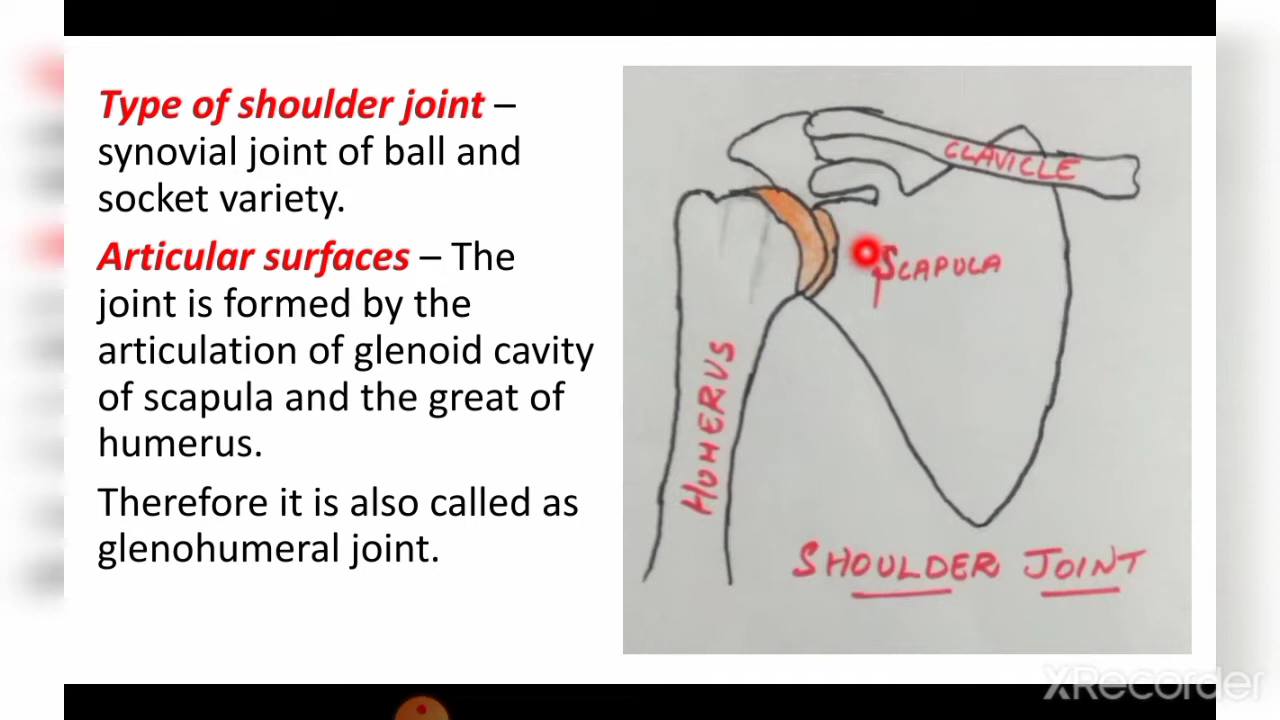 Type of shoulder joint –
synovial joint of ball and
socket variety.
Articular surfaces – The
joint is formed by the
articulation of glenoid cavity
of scapula and the great of
humerus.
Therefore it is also called as
glenohumeral joint.
CLAVICLE
SCAPULA
HUMERUS
SHOULDER JOINT
XRecorder